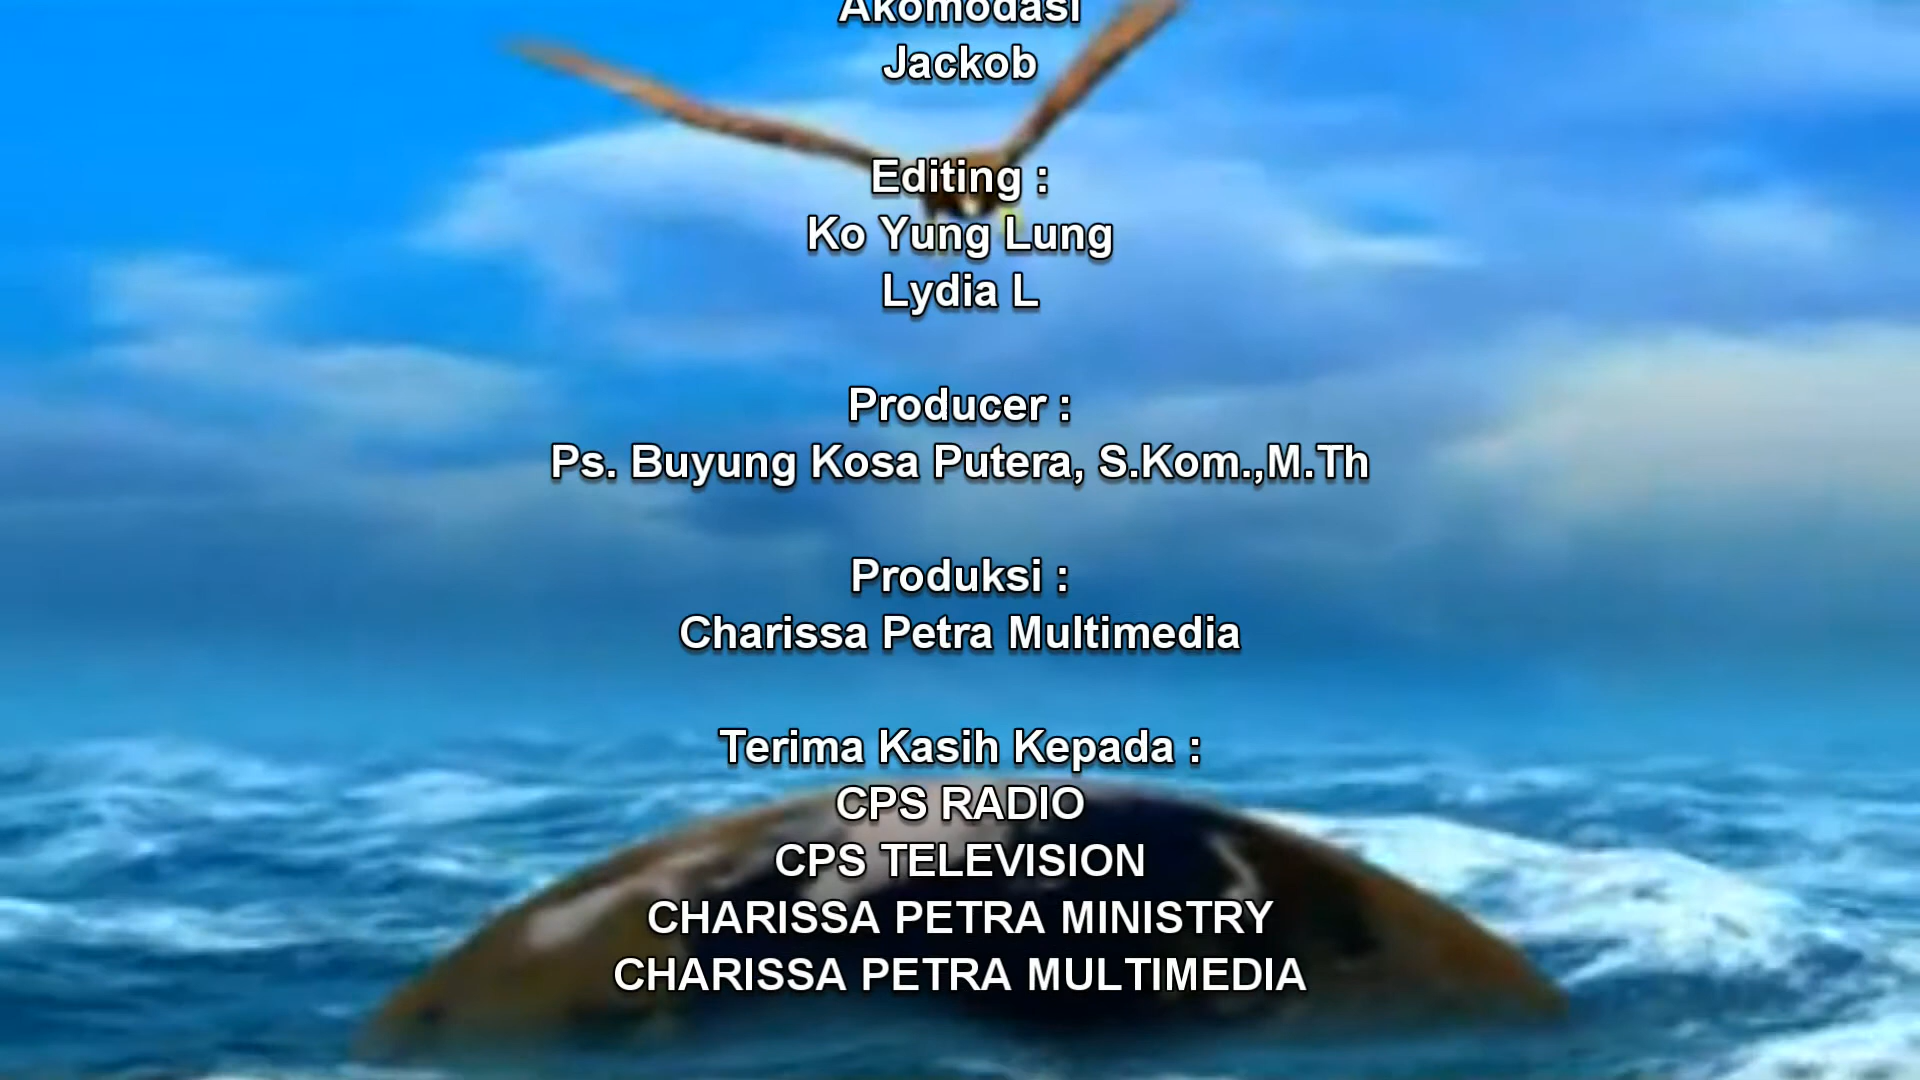 Akomodasi
Jackob
Editing :
Ko Yung Lung
Lydia L
Producer :
Ps. Buyung Kosa Putera, S.Kom.,M.Th
Produksi :
Charissa Petra Multimedia
Terima Kasih Kepada :
CPS RADIO
CPS TELEVISION
CHARISSA PETRA MINISTRY
CHARISSA PETRA MULTIMEDIA